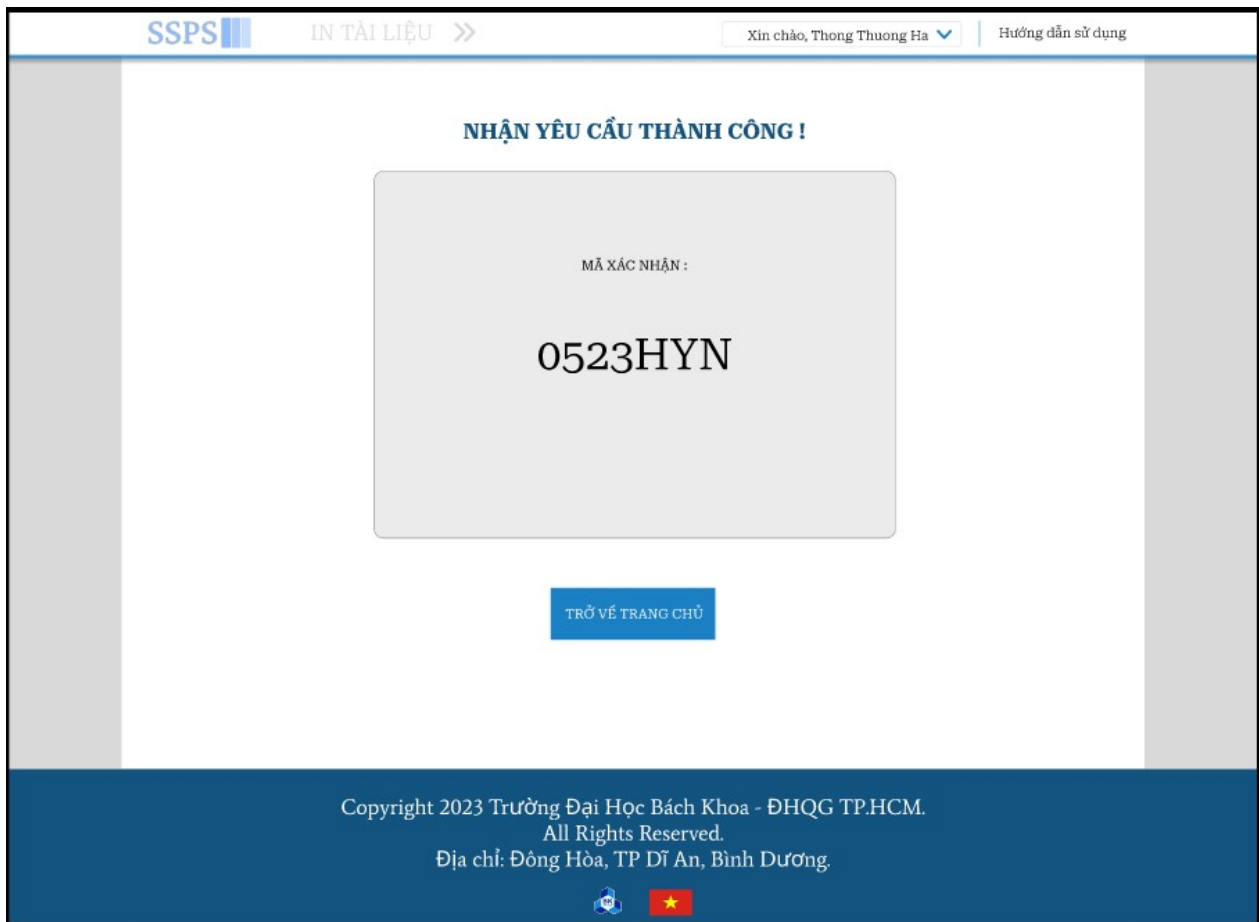 SSPS
IN TÀI LIỆU
Xin chào, Thong Thuong Ha
Hướng dẫn sử dụng
NHẬN YÊU CẦU THÀNH CÔNG !
MÃ XÁC NHẬN :
0523HYN
TRỞ VỀ TRANG CHỦ
Copyright 2023 Trường Đại Học Bách Khoa - ĐHQG TP.HCM.
All Rights Reserved.
Địa chỉ: Đông Hòa, TP Dĩ An, Bình Dương.
BK